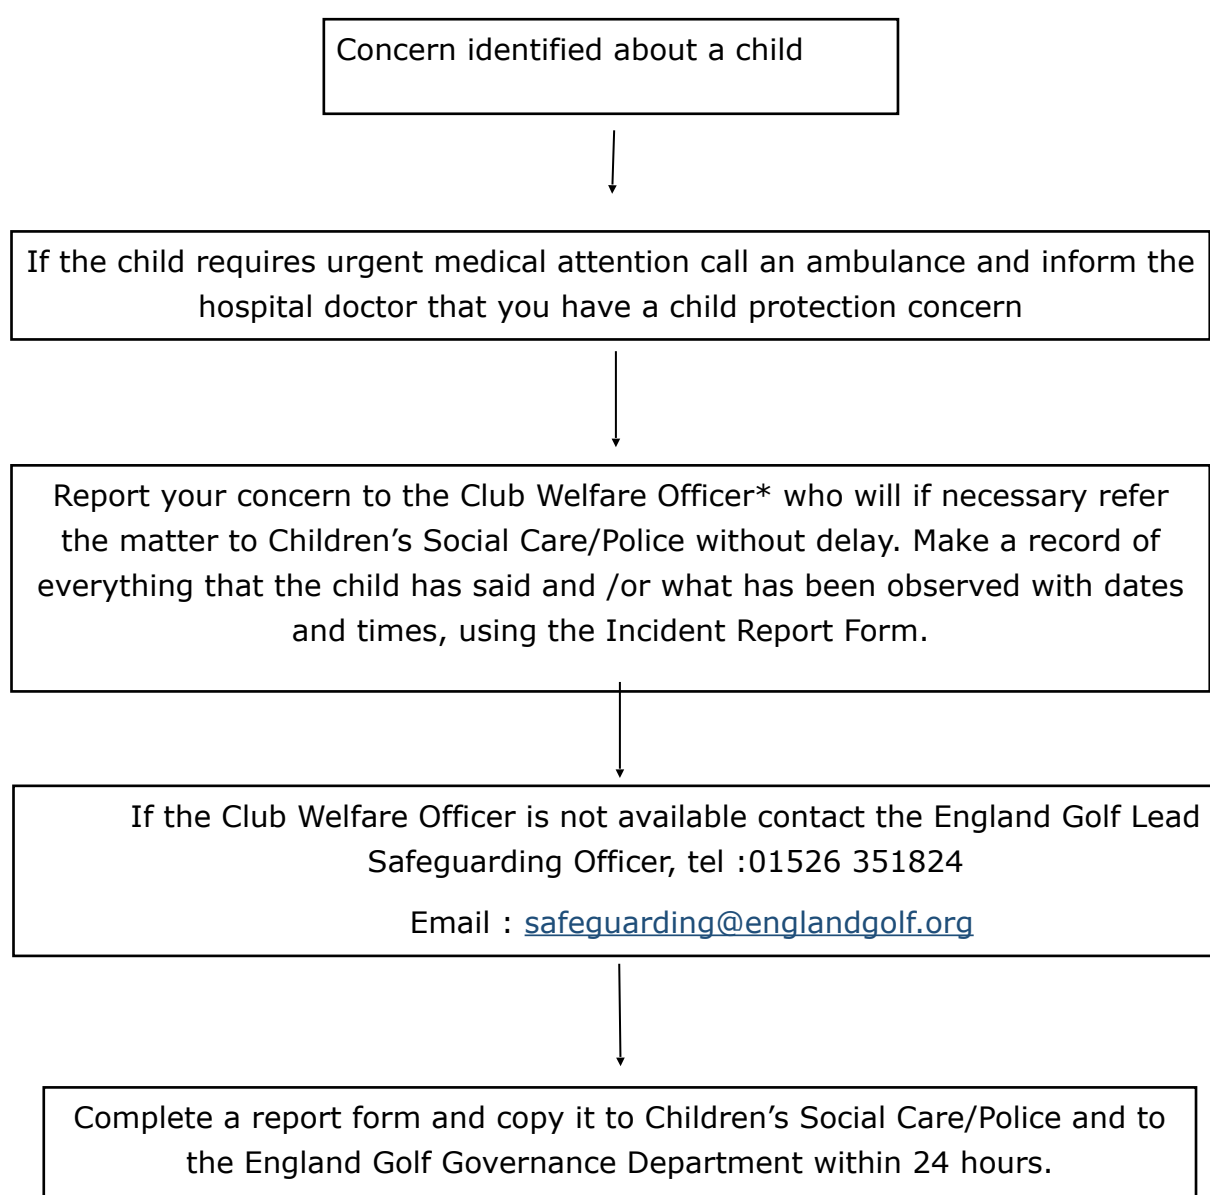 Concern identified about a child
If the child requires urgent medical attention call an ambulance and inform the
hospital doctor that you have a child protection concern
Report your concern to the Club Welfare Officer* who will if necessary refer
the matter to Children’s Social Care/Police without delay. Make a record of
everything that the child has said and /or what has been observed with dates
and times, using the Incident Report Form.
If the Club Welfare Officer is not available contact the England Golf Lead
Safeguarding Officer, tel :01526 351824
Email : safeguarding@englandgolf.org
Complete a report form and copy it to Children’s Social Care/Police and to
the England Golf Governance Department within 24 hours.